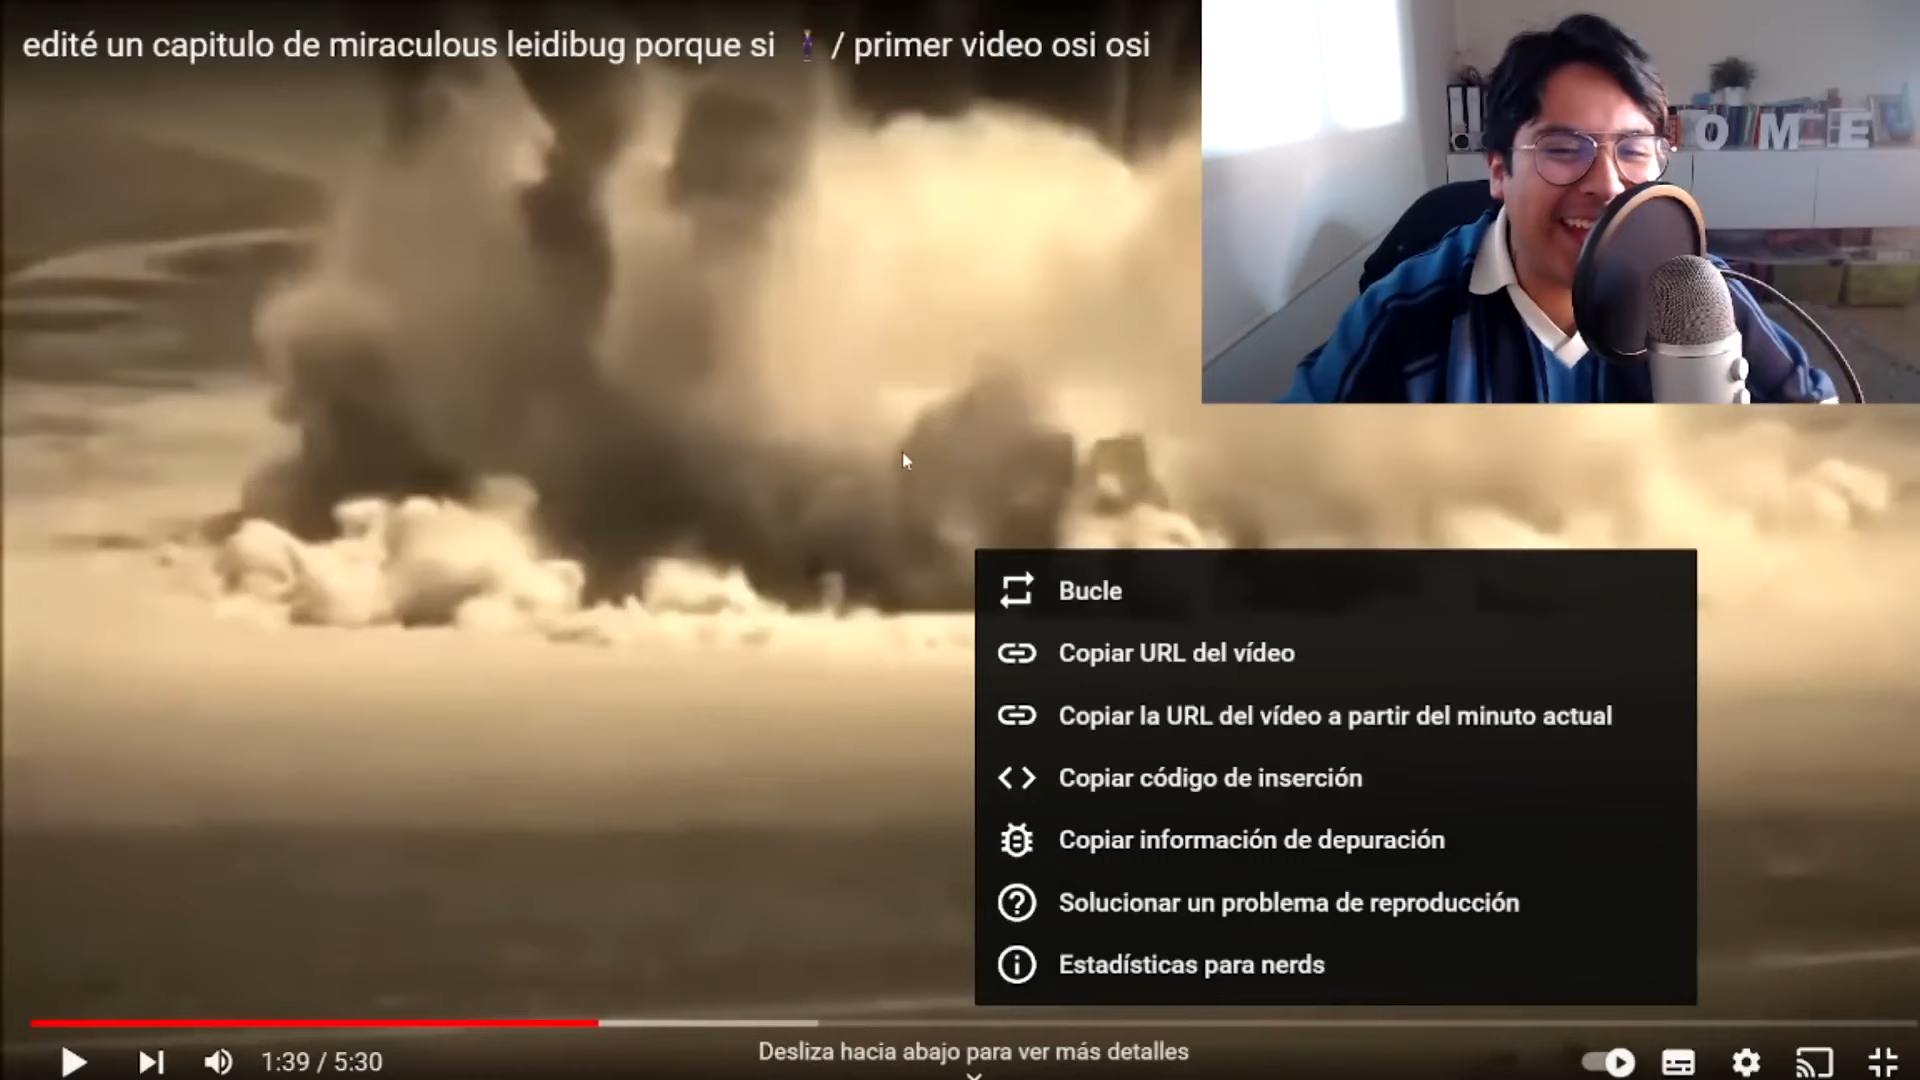 edité un capitulo de miraculous leidibug porque si / primer video osi osi
O M E
Bucle
Copiar URL del vídeo
Copiar la URL del vídeo a partir del minuto actual
Copiar código de inserción
Copiar información de depuración
Solucionar un problema de reproducción
Estadísticas para nerds
1:39 / 5:30
Desliza hacia abajo para ver más detalles